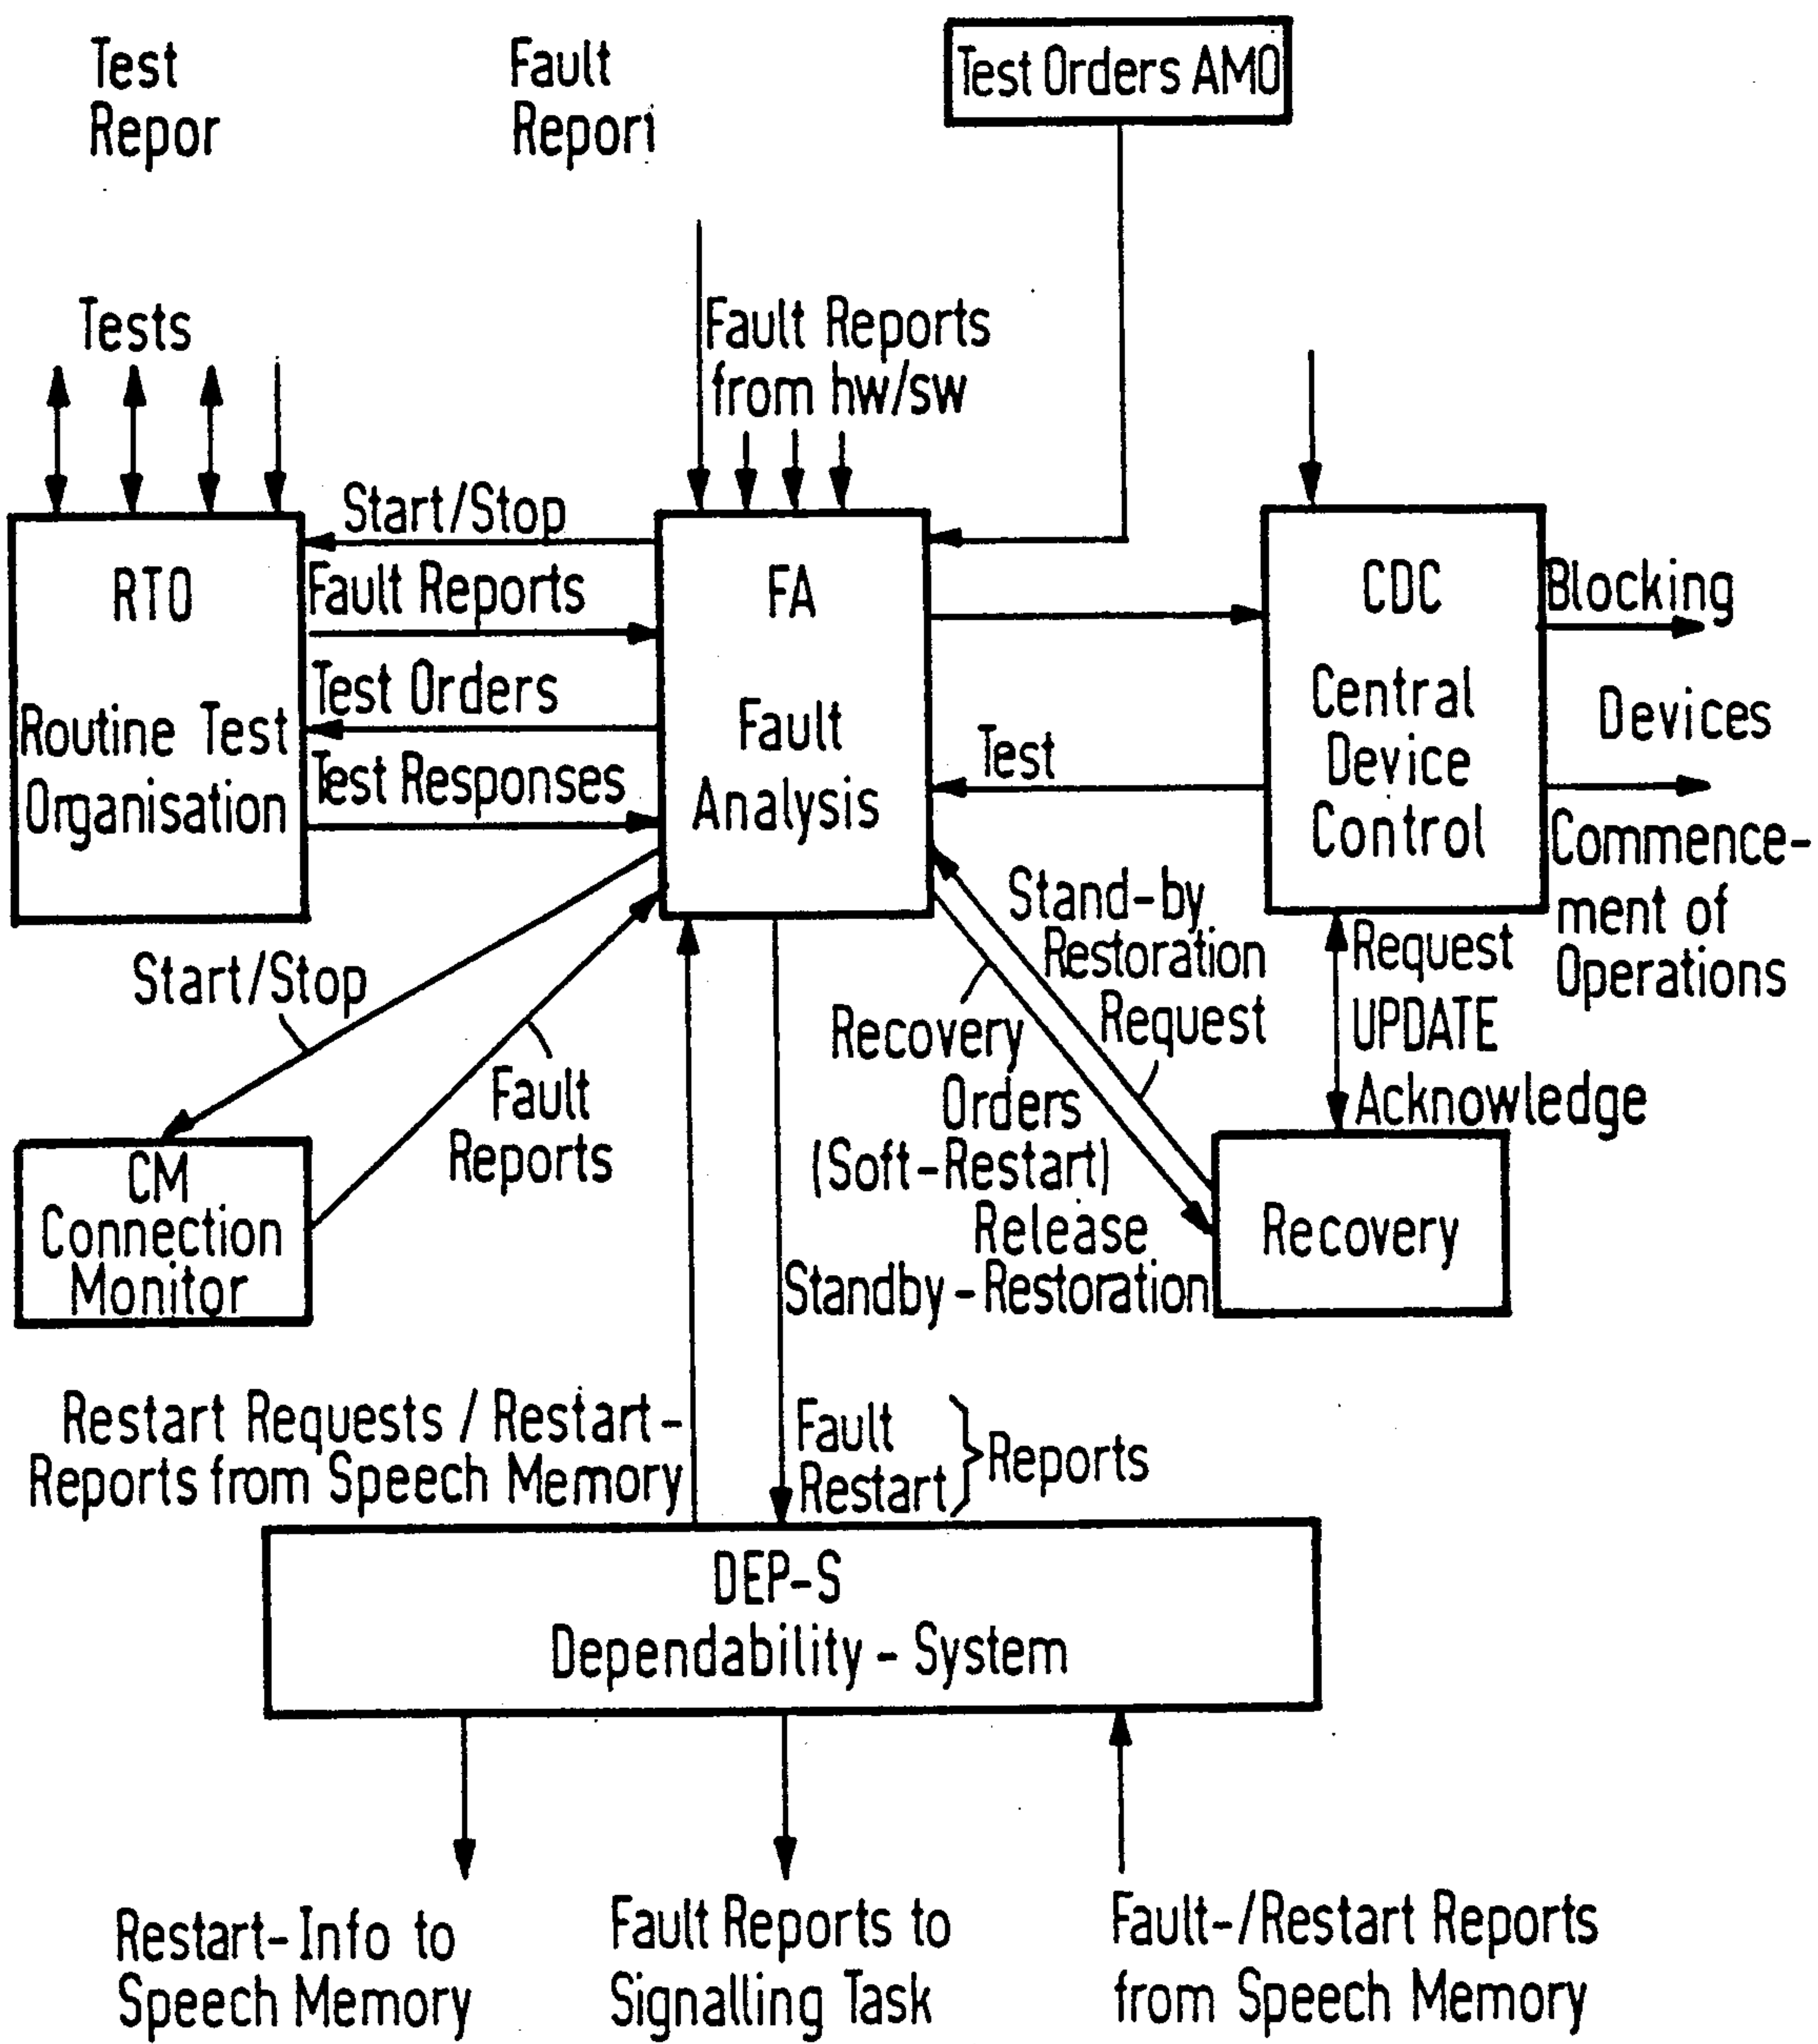 Test
Repor
Fault
Repori
Test Orders AMO
Tests
Fault Reports
from hw/sw
Start/Stop
Fault Reports
Test Orders
Test Responses
RTO
Routine Test
Organisation
FA
Fault
Analysis
Test
CDC
Central
Device
Control
Blocking
Devices
Commence-
ment of
Operations
Start/Stop
Fault
Reports
Stand-by
Restoration
Request
Recovery
Orders
(Soft-Restart)
Release
Standby-Restoration
Request
UPDATE
Acknowledge
CM
Connection
Monitor
Recovery
Restart Requests / Restart-
Reports from Speech Memory
Fault
Restart
Reports
DEP-S
Dependability - System
Restart-Info to
Speech Memory
Fault Reports to
Signalling Task
Fault-/Restart Reports
from Speech Memory